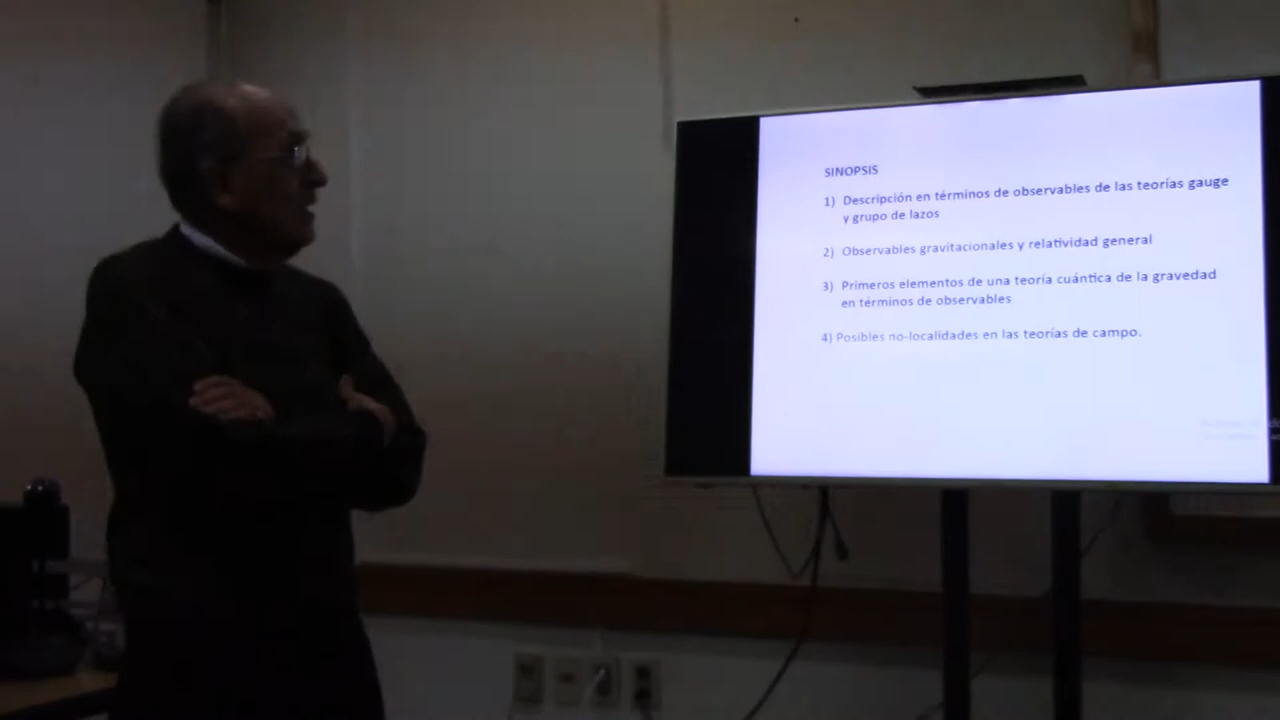 SINOPSIS
1) Descripción en términos de observables de las teorías gauge
y grupo de lazos
2) Observables gravitacionales y relatividad general
3) Primeros elementos de una teoría cuántica de la gravedad
en términos de observables
4) Posibles no-localidades en las teorías de campo.